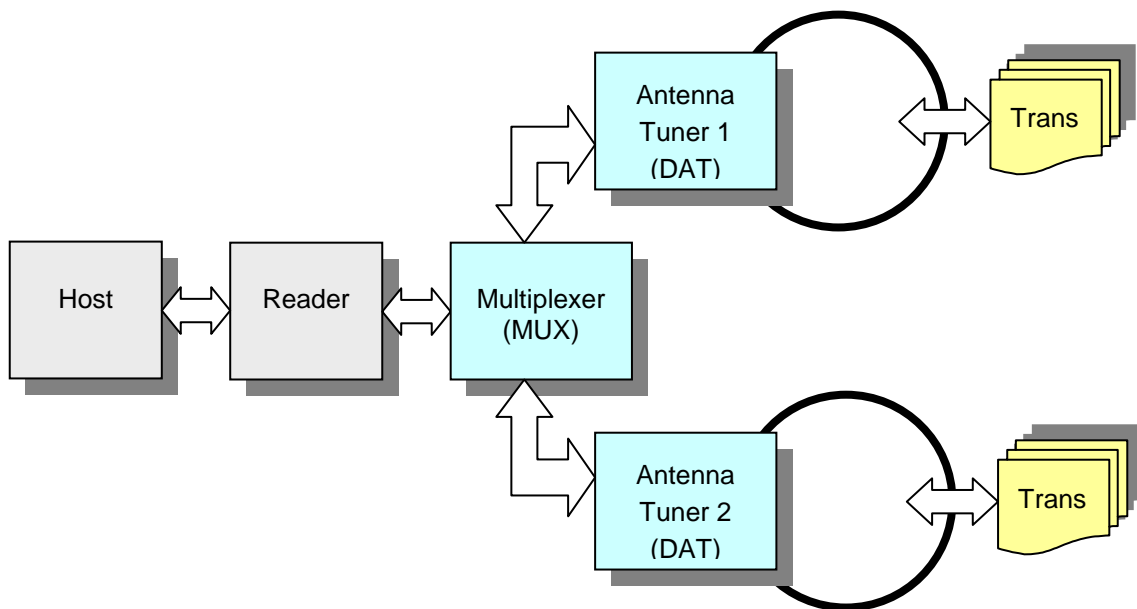 Antenna
Tuner 1
(DAT)
Trans
Host
Reader
Multiplexer
(MUX)
Antenna
Tuner 2
(DAT)
Trans